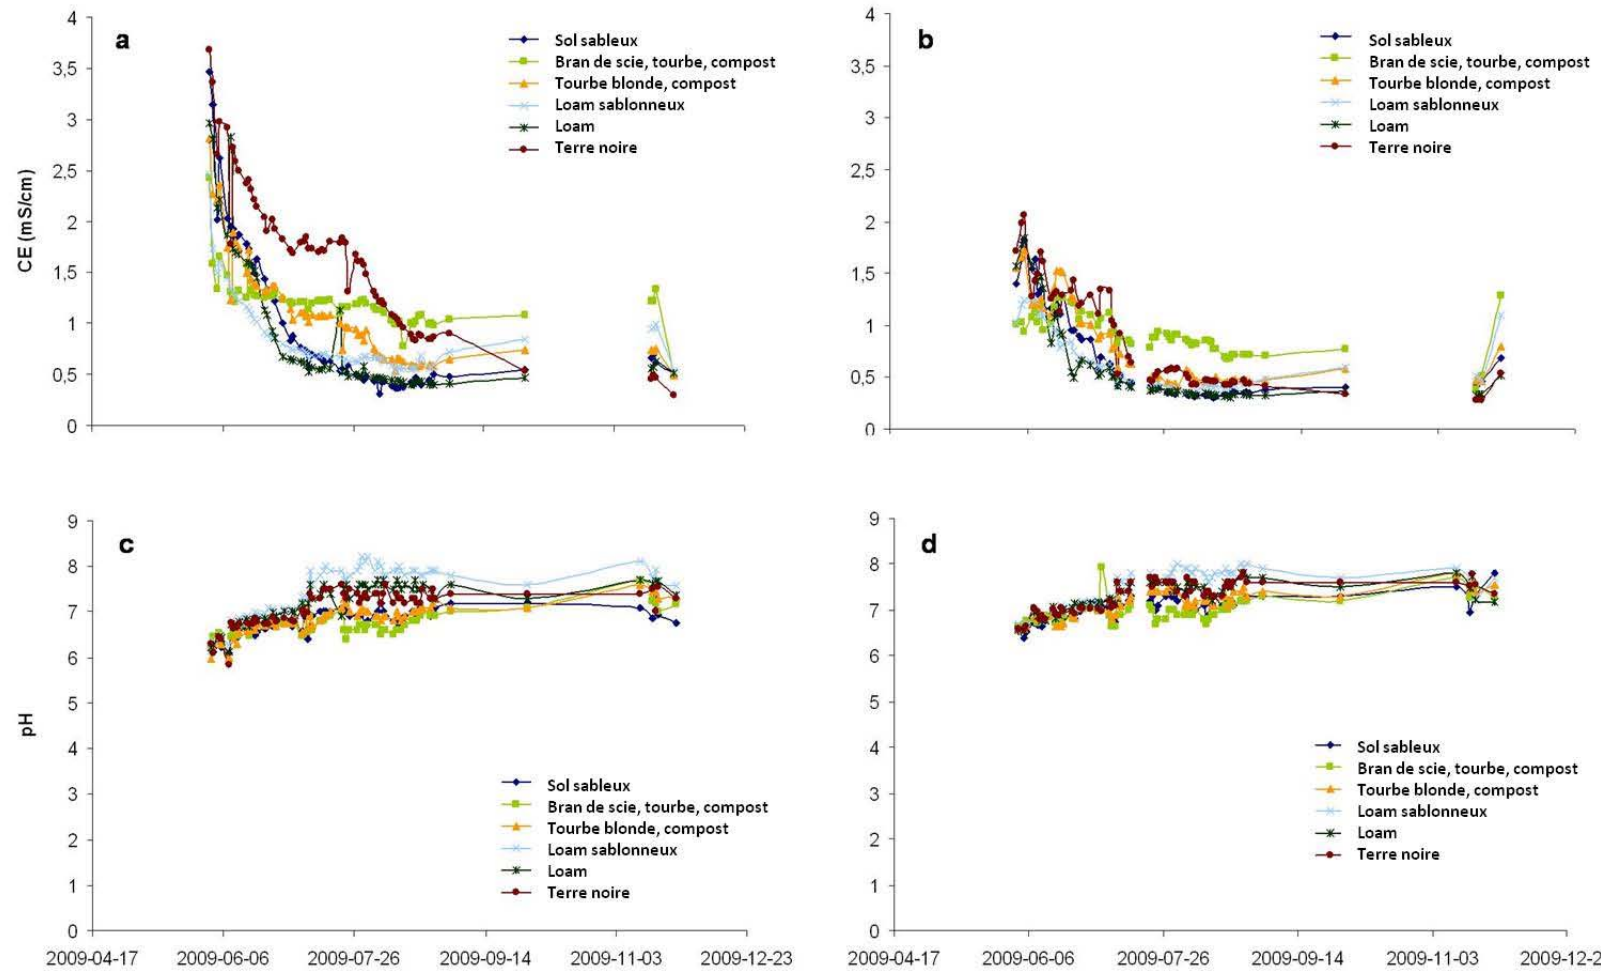 a
4
3,5
3
2,5
2
1,5
1
0,5
0
CE (mS/cm)
Sol sableux
Bran de scie, tourbe, compost
Tourbe blonde, compost
Loam sablonneux
Loam
Terre noire
b
4
3,5
3
2,5
2
1,5
1
0,5
0
Sol sableux
Bran de scie, tourbe, compost
Tourbe blonde, compost
Loam sablonneux
Loam
Terre noire
c
9
8
7
6
5
4
3
2
1
0
pH
Sol sableux
Bran de scie, tourbe, compost
Tourbe blonde, compost
Loam sablonneux
Loam
Terre noire
2009-04-17 2009-06-06 2009-07-26 2009-09-14 2009-11-03 2009-12-23
d
9
8
7
6
5
4
3
2
1
0
Sol sableux
Bran de scie, tourbe, compost
Tourbe blonde, compost
Loam sablonneux
Loam
Terre noire
2009-04-17 2009-06-06 2009-07-26 2009-09-14 2009-11-03 2009-12-2